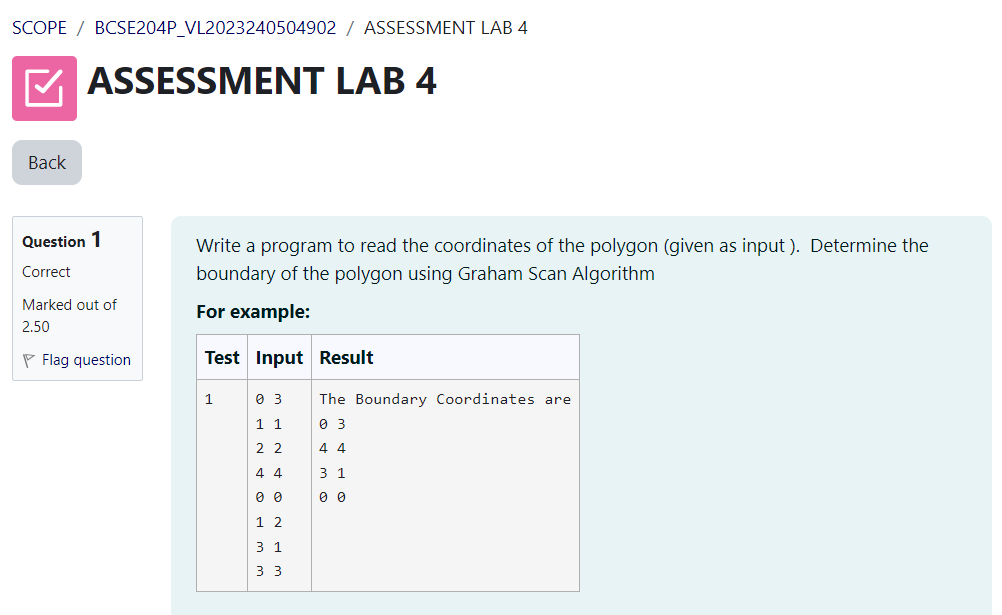 SCOPE / BCSE204P_VL2023240504902 / ASSESSMENT LAB 4
ASSESSMENT LAB 4
Back
Question 1
Correct
Marked out of
2.50
Flag question
Write a program to read the coordinates of the polygon (given as input ). Determine the
boundary of the polygon using Graham Scan Algorithm
For example:
Test Input Result
1 0 3 The Boundary Coordinates are
1 1 0 3
2 2 4 4
4 4 3 1
0 0 0 0
1 2
3 1
3 3